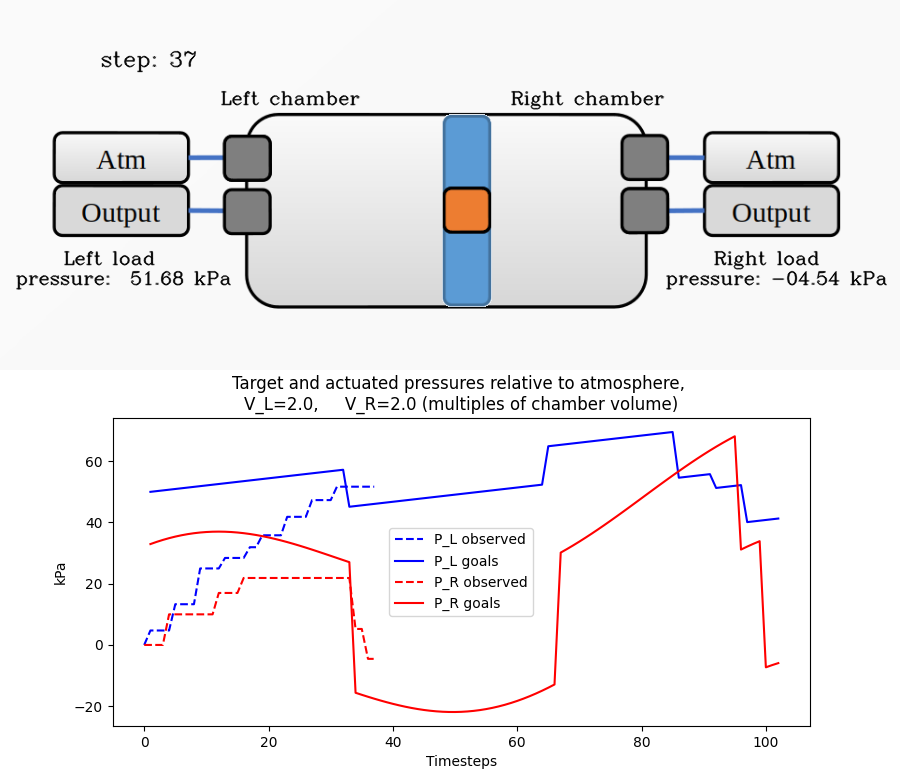 step: 37
Left chamber
Right chamber
Atm
Atm
Output
Output
Left load
pressure:  51.68 kPa
Right load
pressure: −04.54 kPa
Target and actuated pressures relative to atmosphere,
V_L=2.0,     V_R=2.0 (multiples of chamber volume)
60
40
20
0
−20
kPa
P_L observed
P_L goals
P_R observed
P_R goals
0
20
40
60
80
100
Timesteps